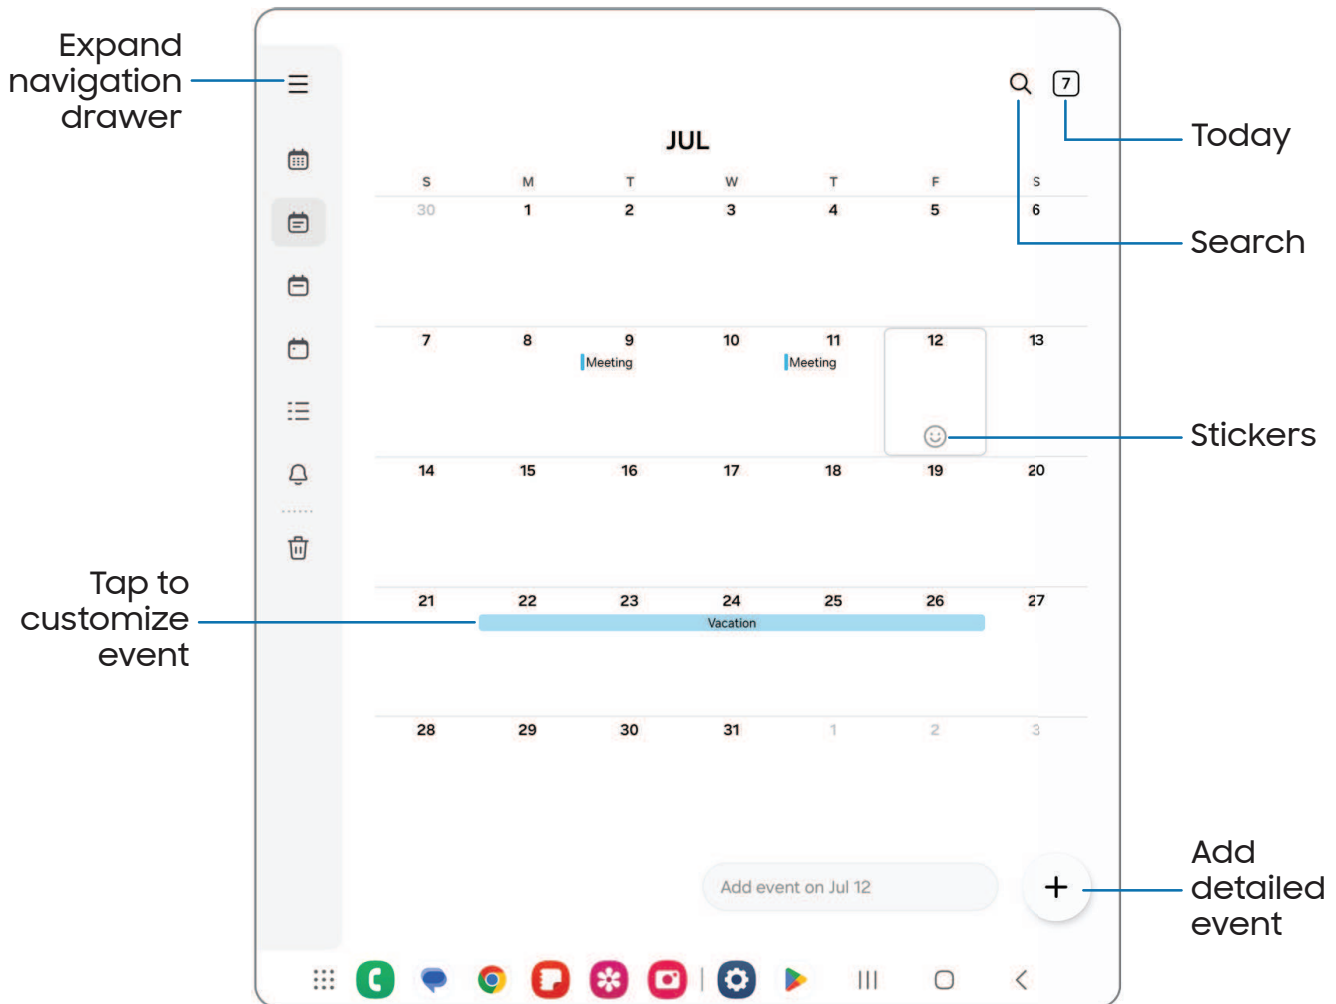 Expand
navigation
drawer
7
Today
JUL
S M T W T F S
30 1 2 3 4 5 6
Search
7 8 9 10 11 12 13
Meeting Meeting
Stickers
14 15 16 17 18 19 20
Tap to
customize
event
21 22 23 24 25 26 27
Vacation
28 29 30 31 1 2 3
Add event on Jul 12
Add
detailed
event